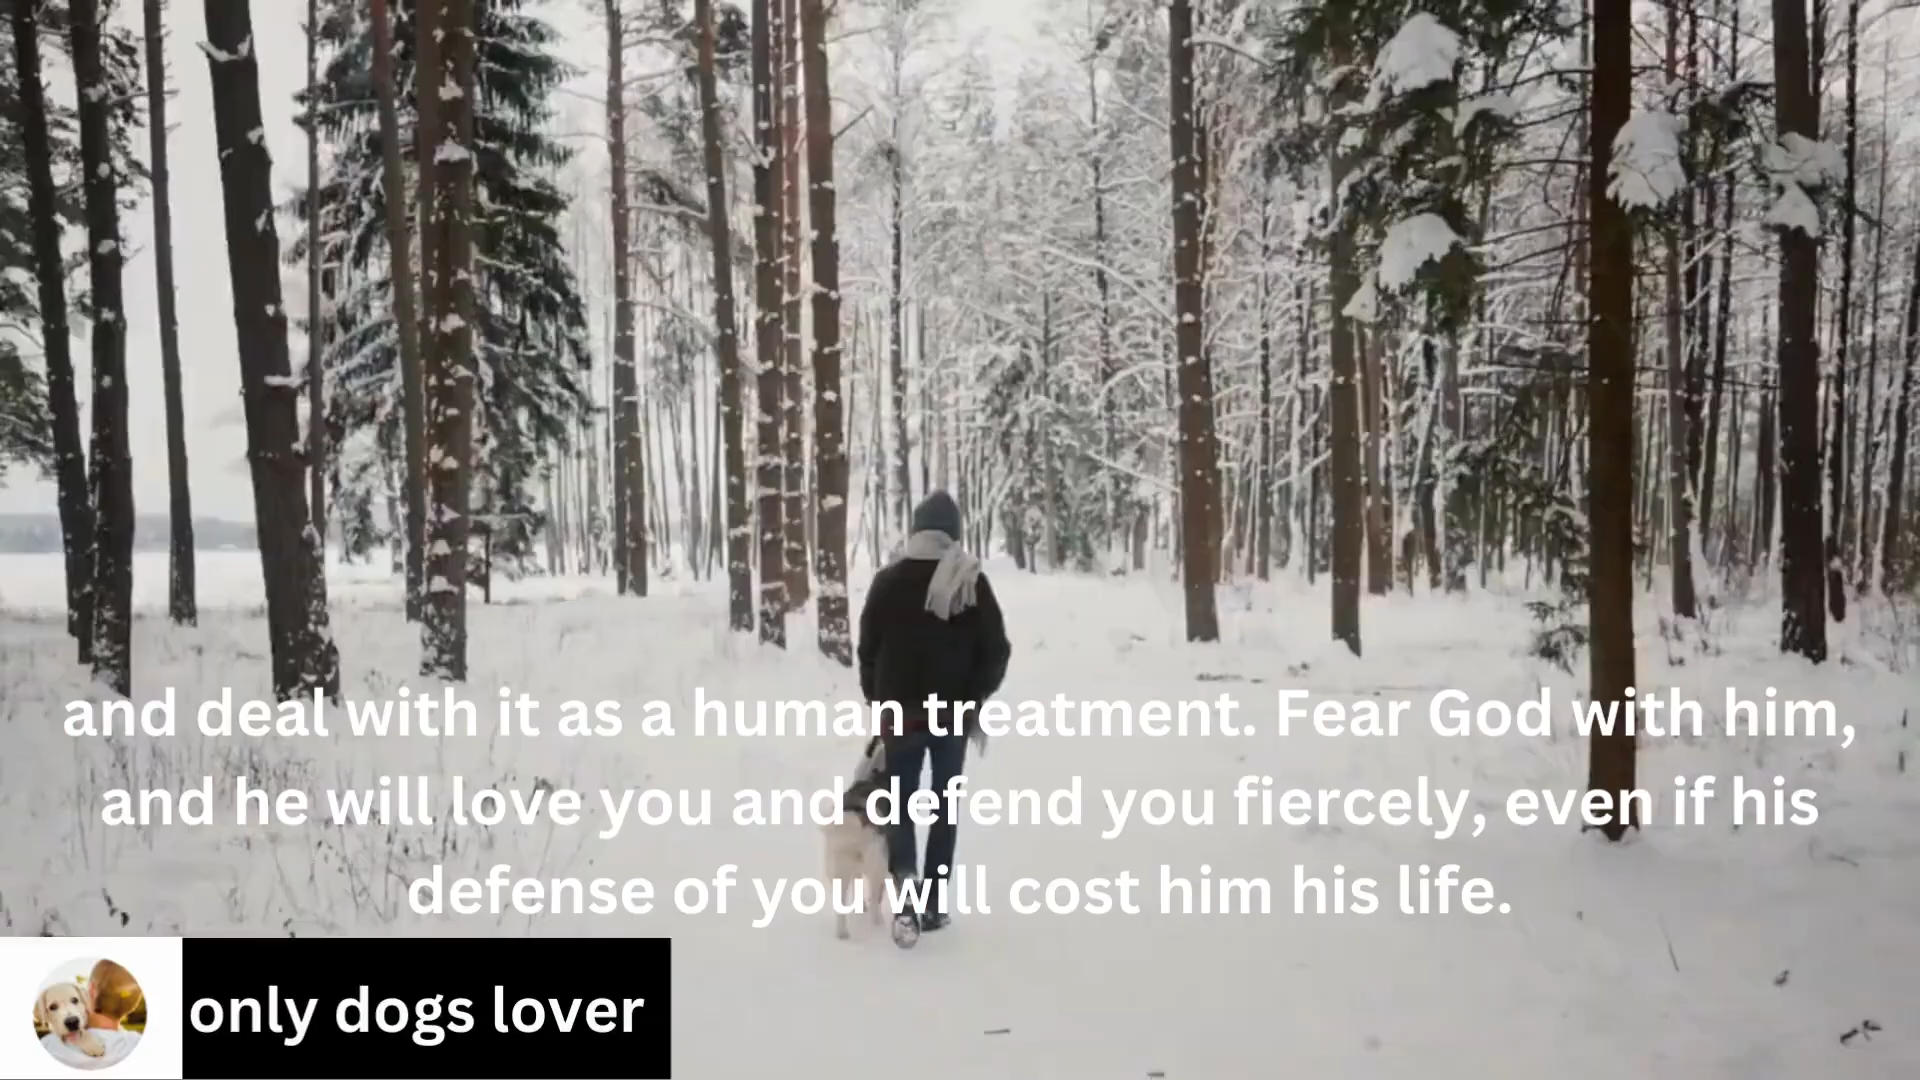 and deal with it as a human treatment. Fear God with him,
and he will love you and defend you fiercely, even if his
defense of you will cost him his life.
only dogs lover